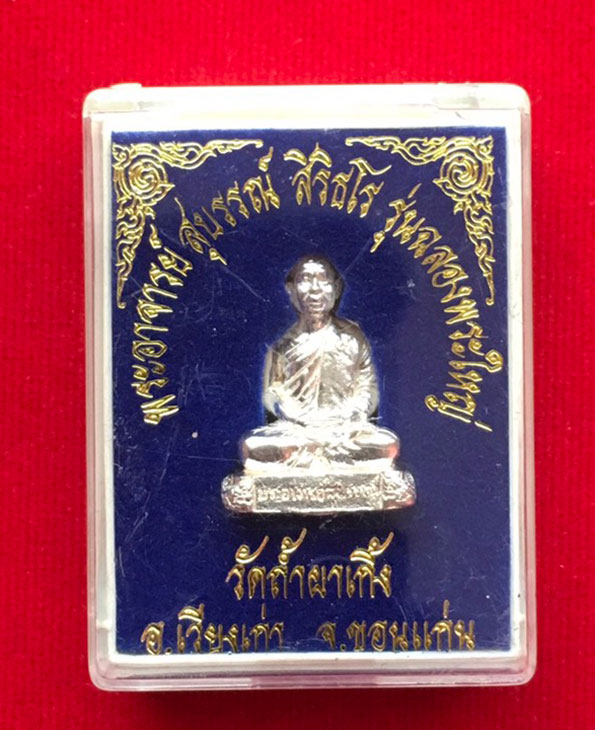 พระอาจารย์ สุบรรณ์ สิริธโร รุ่นฉลองพระใหญ่
วัดถ้ำผาเกิ้ง
อ.เวียงเก่า จ.ขอนแก่น